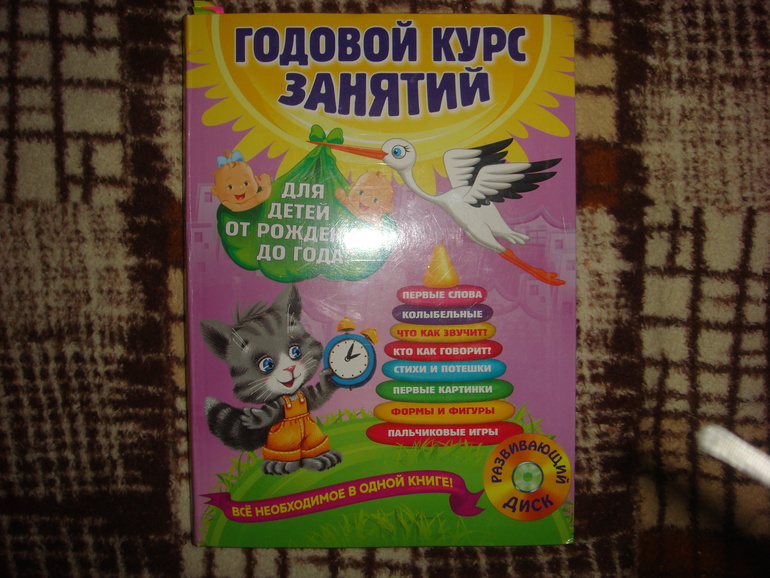 ГОДОВОЙ КУРС
ЗАНЯТИЙ
ДЛЯ
ДЕТЕЙ
ОТ
ДО ГОДА
ПЕРВЫЕ СЛОВА
КОЛЫБЕЛЬНЫЕ
ЧТО КАК ЗВУЧИТ?
КТО КАК ГОВОРИТ?
СТИХИ И ПОТЕШКИ
ПЕРВЫЕ КАРТИНКИ
ФОРМЫ И ФИГУРЫ
ПАЛЬЧИКОВЫЕ ИГРЫ
РАЗВИВАЮЩИЙ
ДИСК
ВСЁ НЕОБХОДИМОЕ В ОДНОЙ КНИГЕ!